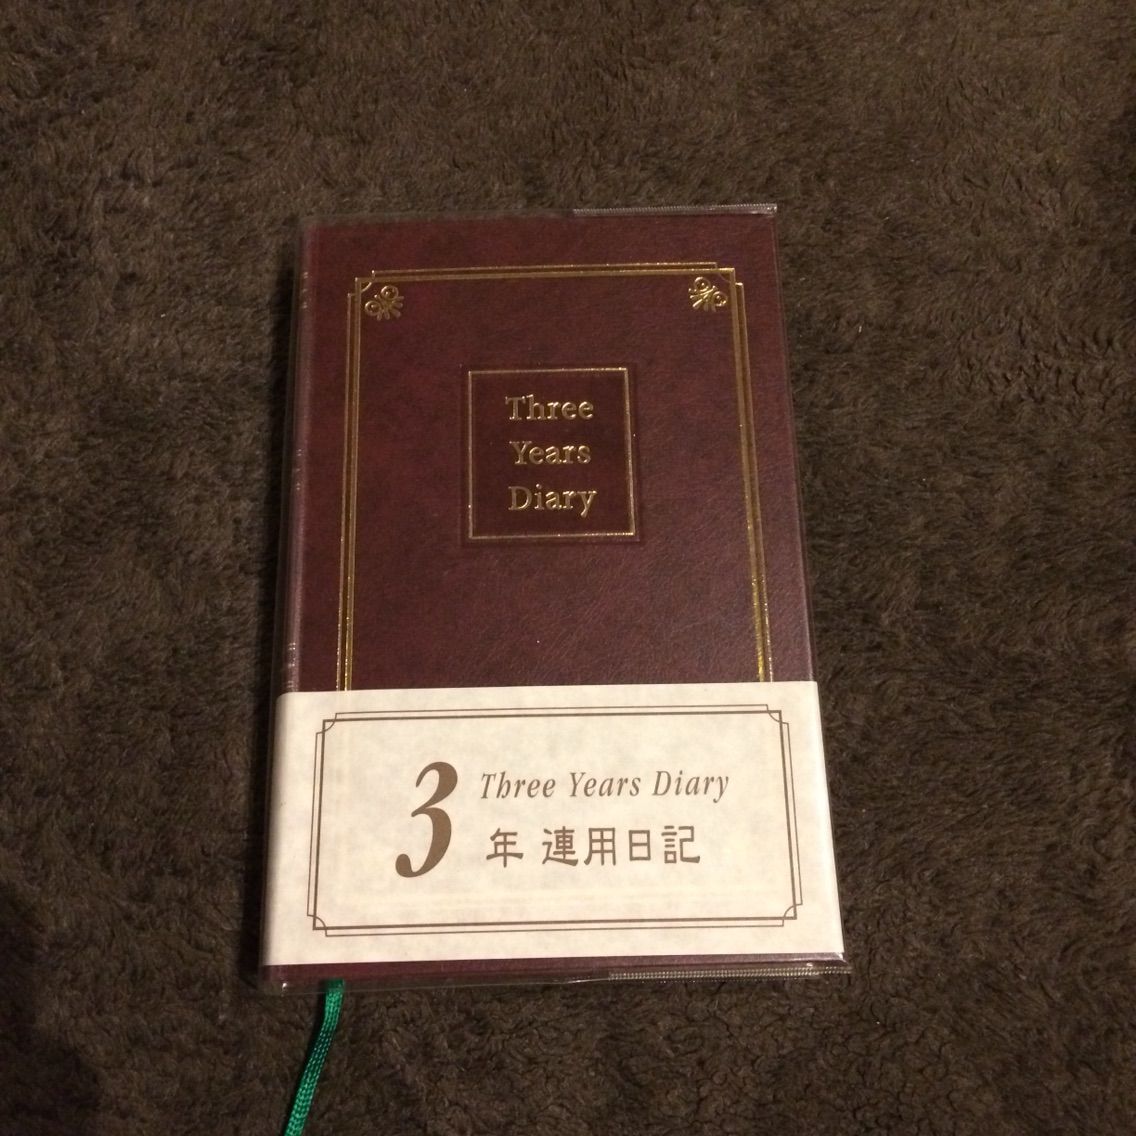 Three
Years
Diary
3 Three Years Diary
年 連用日記